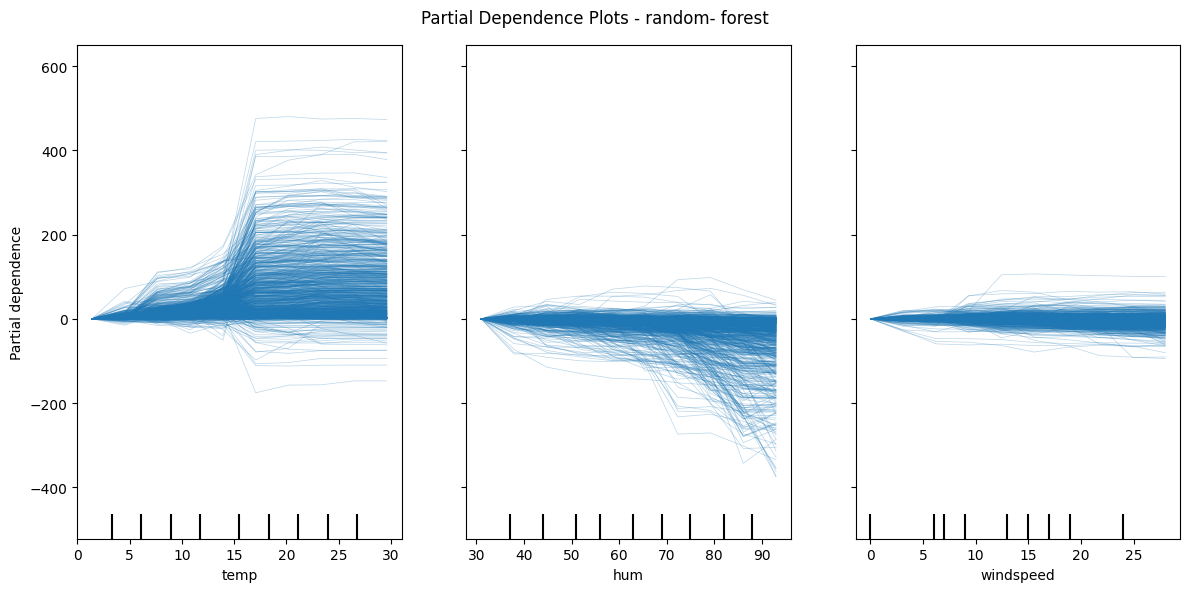 Partial Dependence Plots - random- forest
Partial dependence
600
400
200
0
−200
−400
0 5 10 15 20 25 30
temp
30 40 50 60 70 80 90
hum
0 5 10 15 20 25
windspeed